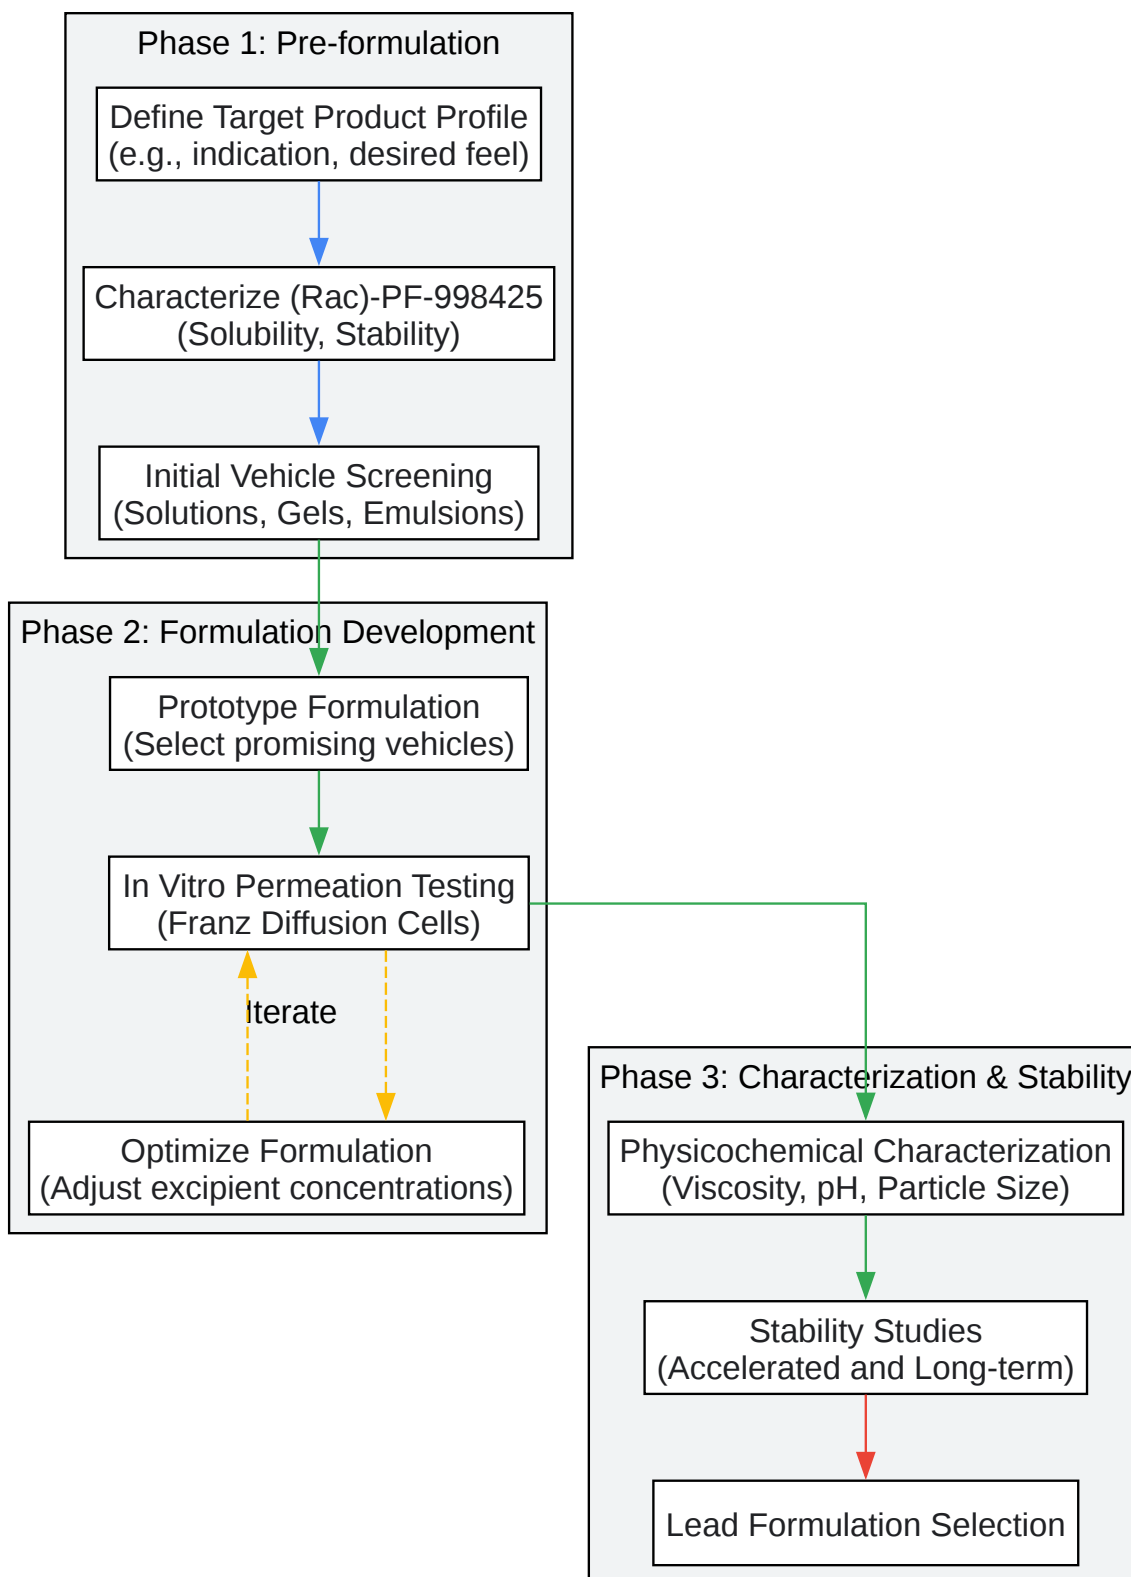 Phase 1: Pre-formulation
Define Target Product Profile
(e.g., indication, desired feel)
Characterize (Rac)-PF-998425
(Solubility, Stability)
Initial Vehicle Screening
(Solutions, Gels, Emulsions)
Phase 2: Formulation Development
Prototype Formulation
(Select promising vehicles)
In Vitro Permeation Testing
(Franz Diffusion Cells)
Iterate
Optimize Formulation
(Adjust excipient concentrations)
Phase 3: Characterization & Stability
Physicochemical Characterization
(Viscosity, pH, Particle Size)
Stability Studies
(Accelerated and Long-term)
Lead Formulation Selection